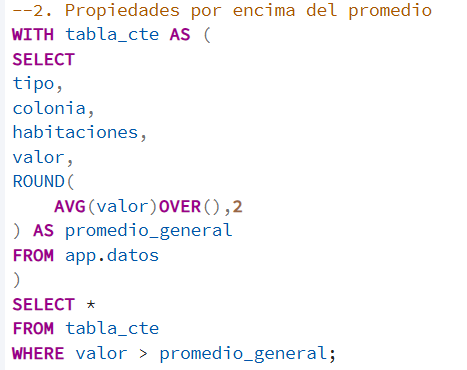 --2. Propiedades por encima del promedio
WITH tabla_cte AS (
SELECT
tipo,
colonia,
habitaciones,
valor,
ROUND(
    AVG(valor)OVER(),2
) AS promedio_general
FROM app.datos
)
SELECT *
FROM tabla_cte
WHERE valor > promedio_general;